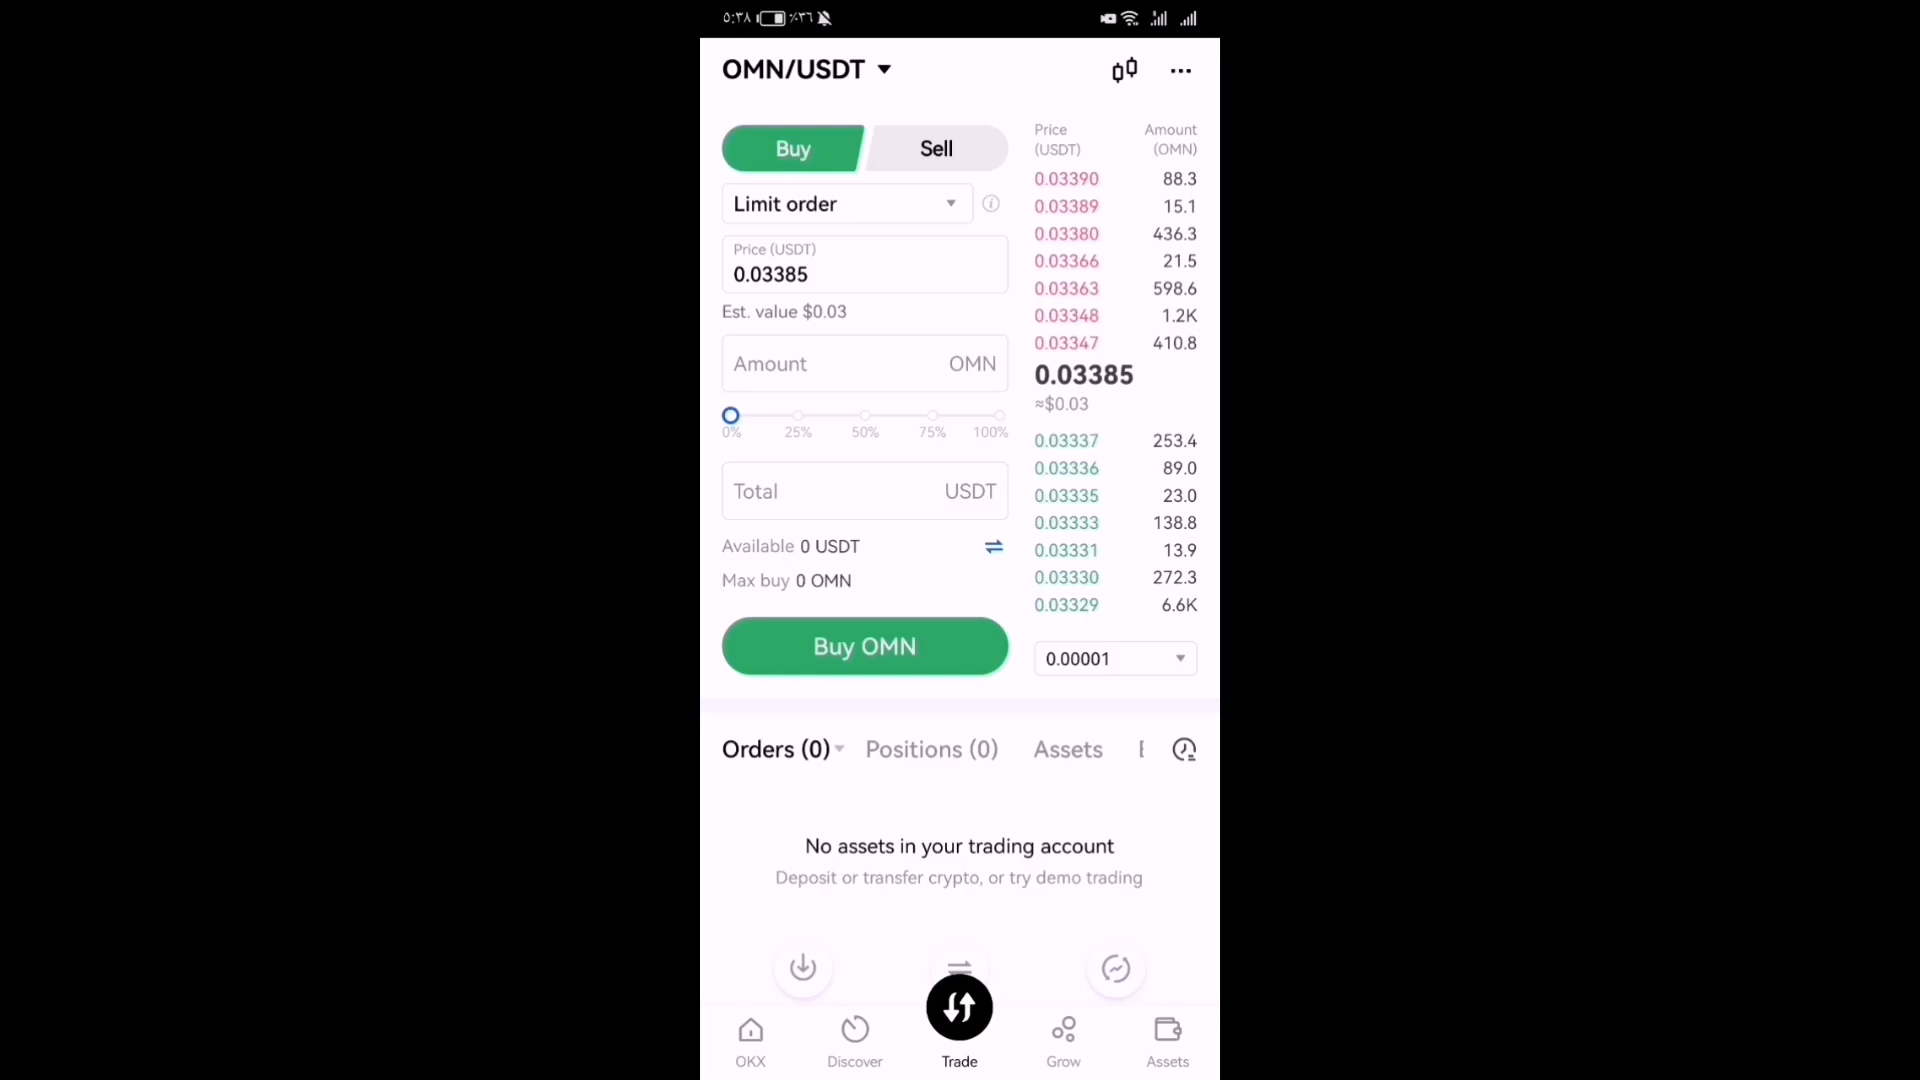 ٥:٣٨ ٪٣٦
OMN/USDT
Buy
Sell
Limit order
Price (USDT)
0.03385
Est. value $0.03
Amount OMN
0% 25% 50% 75% 100%
Total USDT
Available 0 USDT
Max buy 0 OMN
Buy OMN
Price Amount
(USDT) (OMN)
0.03390 88.3
0.03389 15.1
0.03380 436.3
0.03366 21.5
0.03363 598.6
0.03348 1.2K
0.03347 410.8
0.03385
≈$0.03
0.03337 253.4
0.03336 89.0
0.03335 23.0
0.03333 138.8
0.03331 13.9
0.03330 272.3
0.03329 6.6K
0.00001
Orders (0) Positions (0) Assets
No assets in your trading account
Deposit or transfer crypto, or try demo trading
OKX Discover Trade Grow Assets